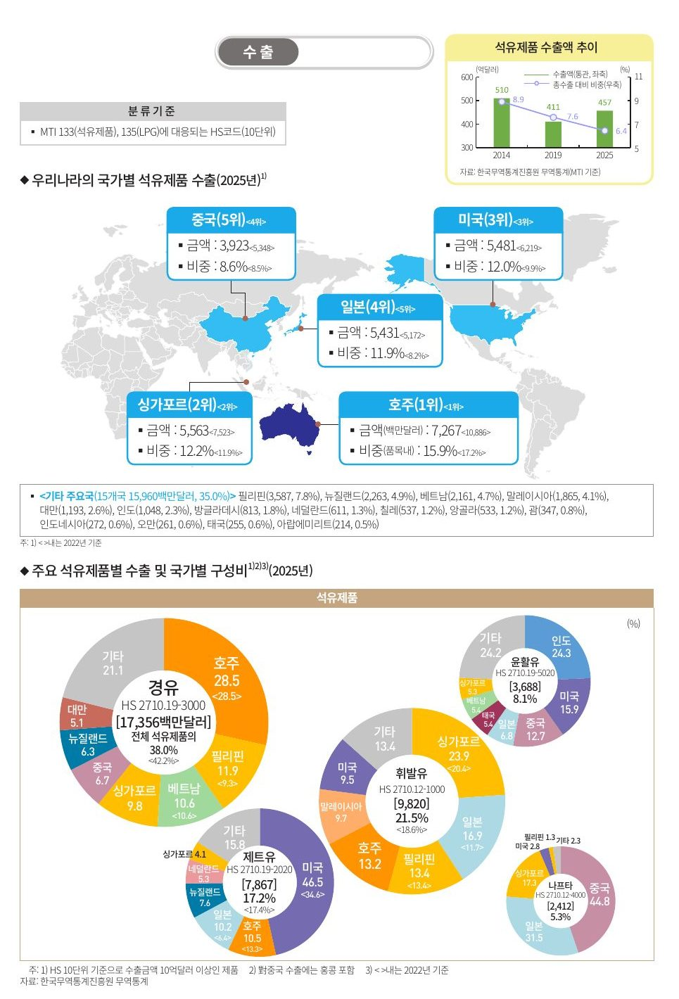 수 출
석유제품 수출액 추이
(억달러)
(%)
수출액(통관, 좌축)
총수출 대비 비중(우축)
600
500
400
300
11
9
7
5
510
411
457
8.9
7.6
6.4
2014
2019
2025
자료: 한국무역통계진흥원 무역통계(MTI 기준)
분 류 기 준
▪ MTI 133(석유제품), 135(LPG)에 대응되는 HS코드(10단위)
◆ 우리나라의 국가별 석유제품 수출(2025년)1)
중국(5위)<4위>
▪ 금액 : 3,923<5,348>
▪ 비중 : 8.6%<8.5%>
미국(3위)<3위>
▪ 금액 : 5,481<6,219>
▪ 비중 : 12.0%<9.9%>
일본(4위)<5위>
▪ 금액 : 5,431<5,172>
▪ 비중 : 11.9%<8.2%>
싱가포르(2위)<2위>
▪ 금액 : 5,563<7,523>
▪ 비중 : 12.2%<11.9%>
호주(1위)<1위>
▪ 금액(백만달러) : 7,267<10,886>
▪ 비중(품목내) : 15.9%<17.2%>
▪ <기타 주요국(15개국 15,960백만달러, 35.0%)> 필리핀(3,587, 7.8%), 뉴질랜드(2,263, 4.9%), 베트남(2,161, 4.7%), 말레이시아(1,865, 4.1%),
대만(1,193, 2.6%), 인도(1,048, 2.3%), 방글라데시(813, 1.8%), 네덜란드(611, 1.3%), 칠레(537, 1.2%), 앙골라(533, 1.2%), 괌(347, 0.8%),
인도네시아(272, 0.6%), 오만(261, 0.6%), 태국(255, 0.6%), 아랍에미리트(214, 0.5%)
주: 1) < >내는 2022년 기준
◆ 주요 석유제품별 수출 및 국가별 구성비1)2)3)(2025년)
석유제품
(%)
경유
HS 2710.19-3000
[17,356백만달러]
전체 석유제품의
38.0%
<42.2%>
호주
28.5
<28.5>
필리핀
11.9
<9.3>
베트남
10.6
<10.6>
싱가포르
9.8
중국
6.7
뉴질랜드
6.3
대만
5.1
기타
21.1
윤활유
HS 2710.19-5020
[3,688]
8.1%
인도
24.3
미국
15.9
중국
12.7
일본
6.8
태국
5.4
베트남
5.4
싱가포르
5.3
기타
24.2
휘발유
HS 2710.12-1000
[9,820]
21.5%
<18.6%>
싱가포르
23.9
<20.4>
일본
16.9
<11.7>
필리핀
13.4
<13.4>
호주
13.2
말레이시아
9.7
미국
9.5
기타
13.4
제트유
HS 2710.19-2020
[7,867]
17.2%
<17.4%>
미국
46.5
<34.6>
호주
10.5
<13.3>
일본
10.2
<6.4>
뉴질랜드
7.6
네덜란드
5.3
싱가포르 4.1
기타
15.8
나프타
HS 2710.12-4000
[2,412]
5.3%
중국
44.8
일본
31.5
싱가포르
17.3
미국 2.8
필리핀 1.3
기타 2.3
주: 1) HS 10단위 기준으로 수출금액 10억달러 이상인 제품 2) 對중국 수출에는 홍콩 포함 3) < >내는 2022년 기준
자료: 한국무역통계진흥원 무역통계